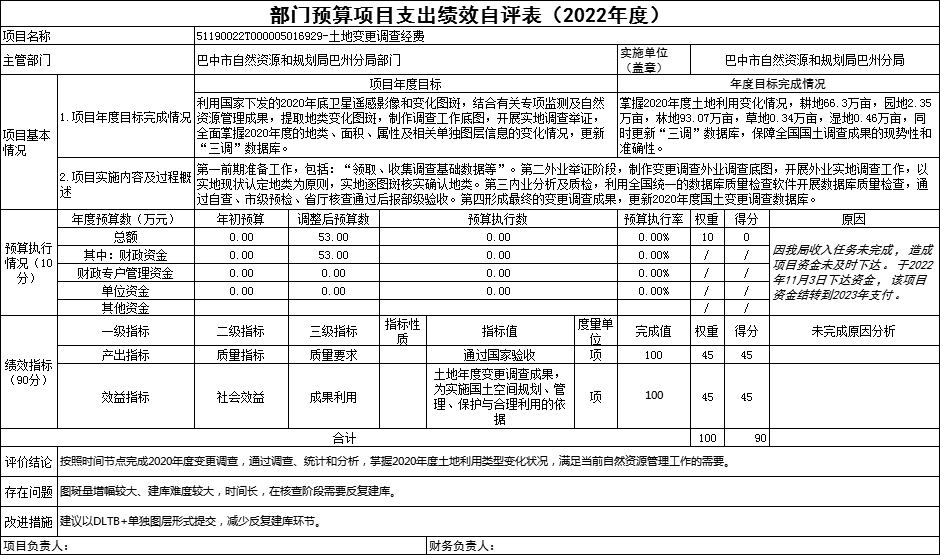 部门预算项目支出绩效自评表（2022年度）
项目名称 51190022T000005016929-土地变更调查经费
主管部门 巴中市自然资源和规划局巴州分局部门 实施单位（盖章） 巴中市自然资源和规划局巴州分局
项目基本情况
1.项目年度目标完成情况
项目年度目标 年度目标完成情况
利用国家下发的2020年底卫星遥感影像和变化图斑，结合有关专项监测及自然
资源管理成果，提取地类变化图斑，制作调查工作底图，开展实地调查举证，
全面掌握2020年度的地类、面积、属性及相关单独图层信息的变化情况，更新
“三调”数据库。
掌握2020年度土地利用变化情况，耕地66.3万亩，园地2.35
万亩，林地93.07万亩，草地0.34万亩，湿地0.46万亩，同
时更新“三调”数据库，保障全国国土调查成果的现势性和
准确性。
2.项目实施内容及过程概述
第一前期准备工作，包括：“领取、收集调查基础数据等”。第二外业举证阶段，制作变更调查外业调查底图，开展外业实地调查工作，以
实地现状认定地类为原则，实地逐图斑核实确认地类。第三内业分析及质检，利用全国统一的数据库质量检查软件开展数据库质量检查，通
过自查、市级预检、省厅核查通过后报部级验收。第四形成最终的变更调查成果，更新2020年度国土变更调查数据库。
预算执行情况（10分）
年度预算数（万元） 年初预算 调整后预算数 预算执行数 预算执行率 权重 得分 原因
总额 0.00 53.00 0.00 0.00% 10 0
其中：财政资金 0.00 53.00 0.00 0.00% / /
财政专户管理资金 0.00 0.00 0.00 0.00% / /
单位资金 0.00 0.00 0.00 0.00% / /
其他资金 / /
因我局收入任务未完成，造成
项目资金未及时下达。于2022
年11月3日下达资金，该项目
资金结转到2023年支付。
绩效指标（90分）
一级指标 二级指标 三级指标 指标性质 指标值 度量单位 完成值 权重 得分 未完成原因分析
产出指标 质量指标 质量要求 通过国家验收 项 100 45 45
效益指标 社会效益 成果利用 土地年度变更调查成果，为实施国土空间规划、管理、保护与合理利用的依据 项 100 45 45
合计 100 90
评价结论 按照时间节点完成2020年度变更调查，通过调查、统计和分析，掌握2020年度土地利用类型变化状况，满足当前自然资源管理工作的需要。
存在问题 图斑量增幅较大、建库难度较大，时间长，在核查阶段需要反复建库。
改进措施 建议以DLTB+单独图层形式提交，减少反复建库环节。
项目负责人： 财务负责人：